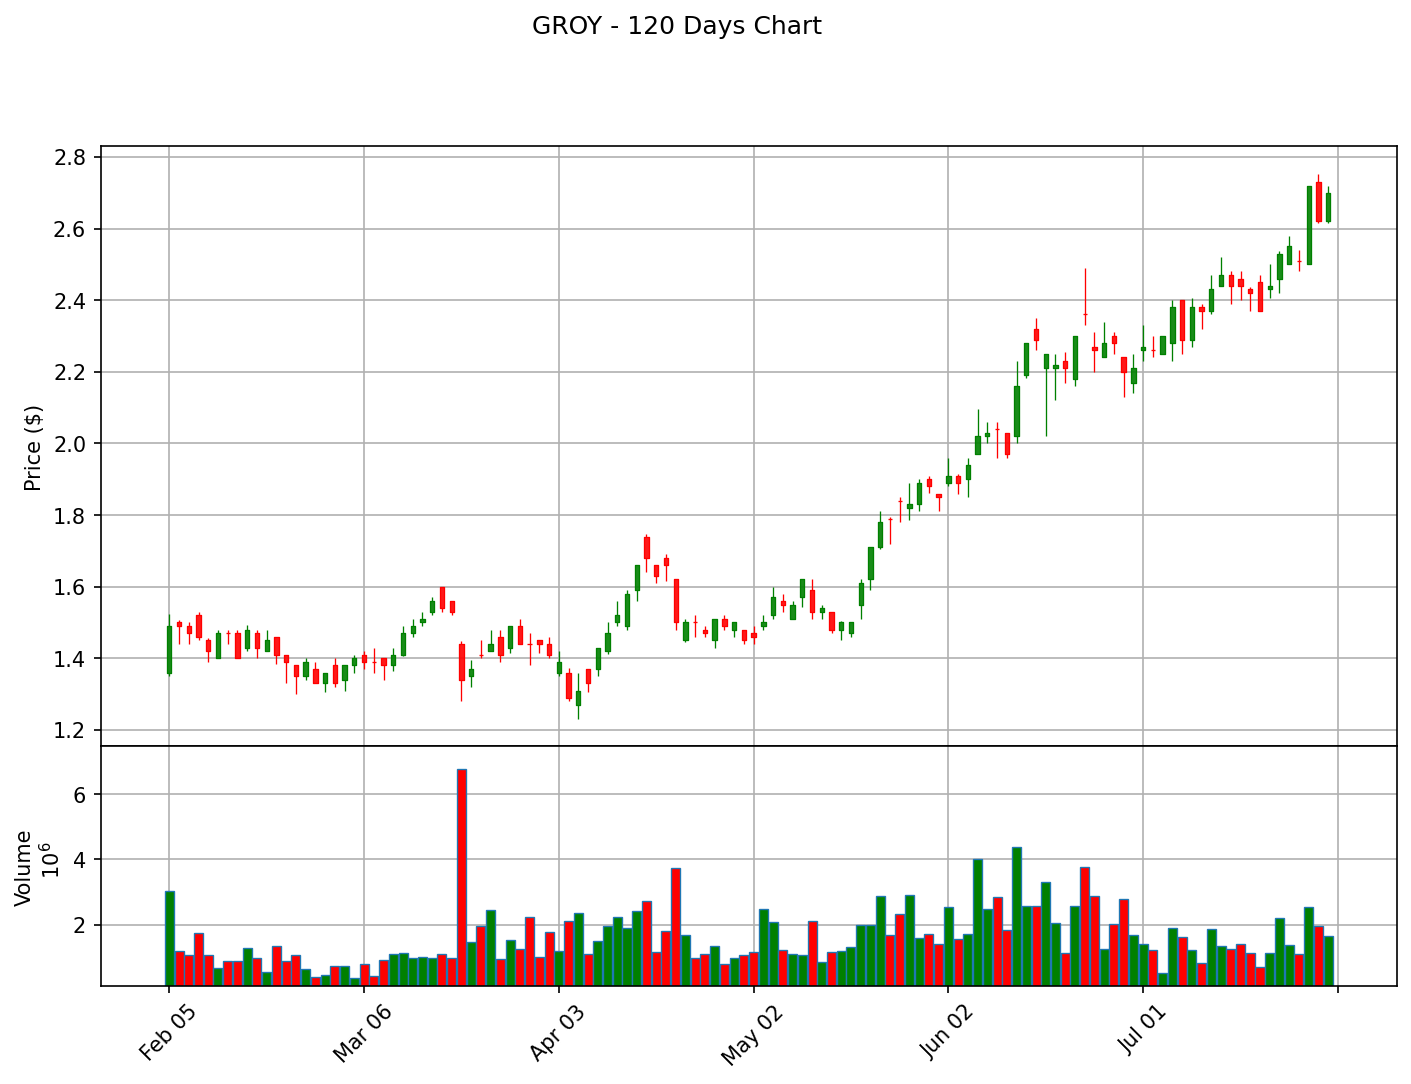 GROY - 120 Days Chart
2.8
2.6
2.4
2.2
2.0
1.8
1.6
1.4
1.2
Price ($)
6
4
2
Volume
10^6
Feb 05
Mar 06
Apr 03
May 02
Jun 02
Jul 01